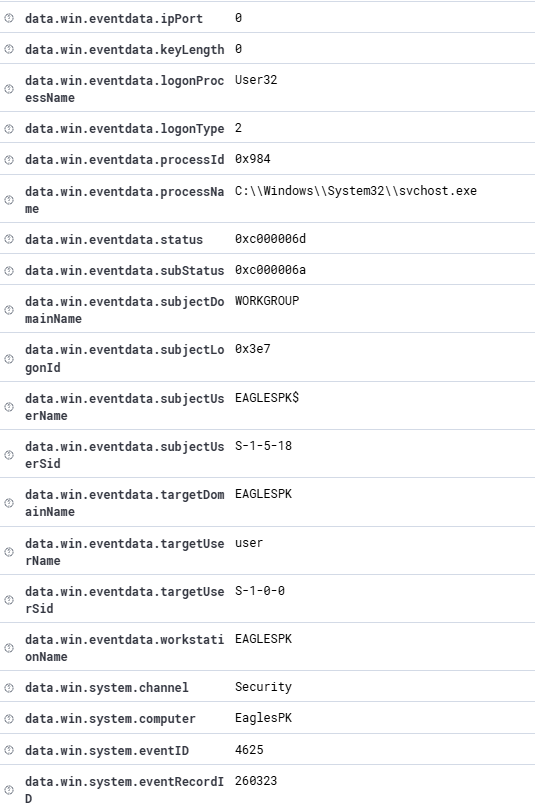 data.win.eventdata.ipPort 0
data.win.eventdata.keyLength 0
data.win.eventdata.logonProc User32
essName
data.win.eventdata.logonType 2
data.win.eventdata.processId 0x984
data.win.eventdata.processNa C:\\Windows\\System32\\svchost.exe
me
data.win.eventdata.status 0xc000006d
data.win.eventdata.subStatus 0xc000006a
data.win.eventdata.subjectDo WORKGROUP
mainName
data.win.eventdata.subjectLo 0x3e7
gonId
data.win.eventdata.subjectUs EAGLESPK$
erName
data.win.eventdata.subjectUs S-1-5-18
erSid
data.win.eventdata.targetDom EAGLESPK
ainName
data.win.eventdata.targetUse user
rName
data.win.eventdata.targetUse S-1-0-0
rSid
data.win.eventdata.workstati EAGLESPK
onName
data.win.system.channel Security
data.win.system.computer EaglesPK
data.win.system.eventID 4625
data.win.system.eventRecordI 260323
D